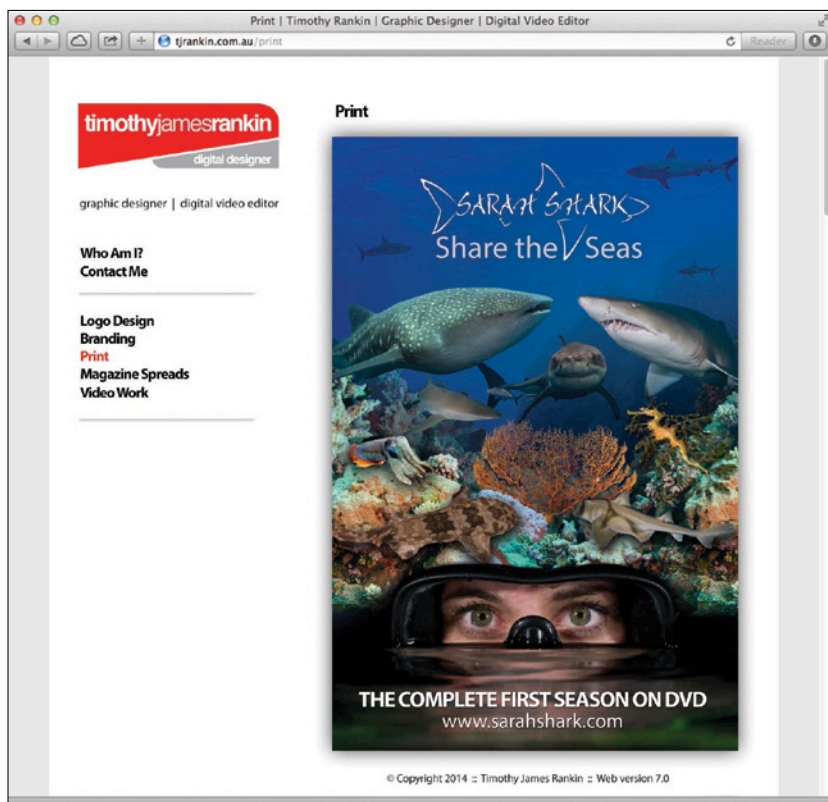 Print | Timothy Rankin | Graphic Designer | Digital Video Editor
tjrankin.com.au/print
Reader
timothyjamesrankin
digital designer
graphic designer | digital video editor
Who Am I?
Contact Me
Logo Design
Branding
Print
Magazine Spreads
Video Work
Print
SARAH SHARK
Share the Seas
THE COMPLETE FIRST SEASON ON DVD
www.sarahshark.com
© Copyright 2014 :: Timothy James Rankin :: Web version 7.0